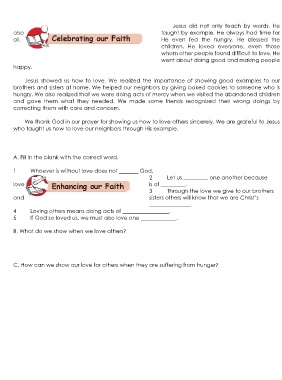 Jesus did not only teach by words. He
also taught by example. He always had time for
all. He even fed the hungry. He blessed the
Celebrating our Faith
children. He loved everyone, even those
whom other people found difficult to love. He
went about doing good and making people
happy.
Jesus showed us how to love. We realized the importance of showing good examples to our
brothers and sisters at home. We helped our neighbors by giving baked cookies to someone who is
hungry. We also realized that we were doing acts of mercy when we visited the abandoned children
and gave them what they needed. We made some friends recognized their wrong doings by
correcting them with care and concern.
We thank God in our prayer for showing us how to love others sincerely. We are grateful to Jesus
who taught us how to love our neighbors through His example.
A. Fill in the blank with the correct word.
1 Whoever is without love does not ______ God.
2 Let us ________ one another because
love is of ________.
Enhancing our Faith
3 Through the love we give to our brothers
and sisters others will know that we are Christ's
______________.
4 Loving others means doing acts of ______________.
5 If God so loved us, we must also love one ___________.
B. What do we show when we love others?
C. How can we show our love for others when they are suffering from hunger?